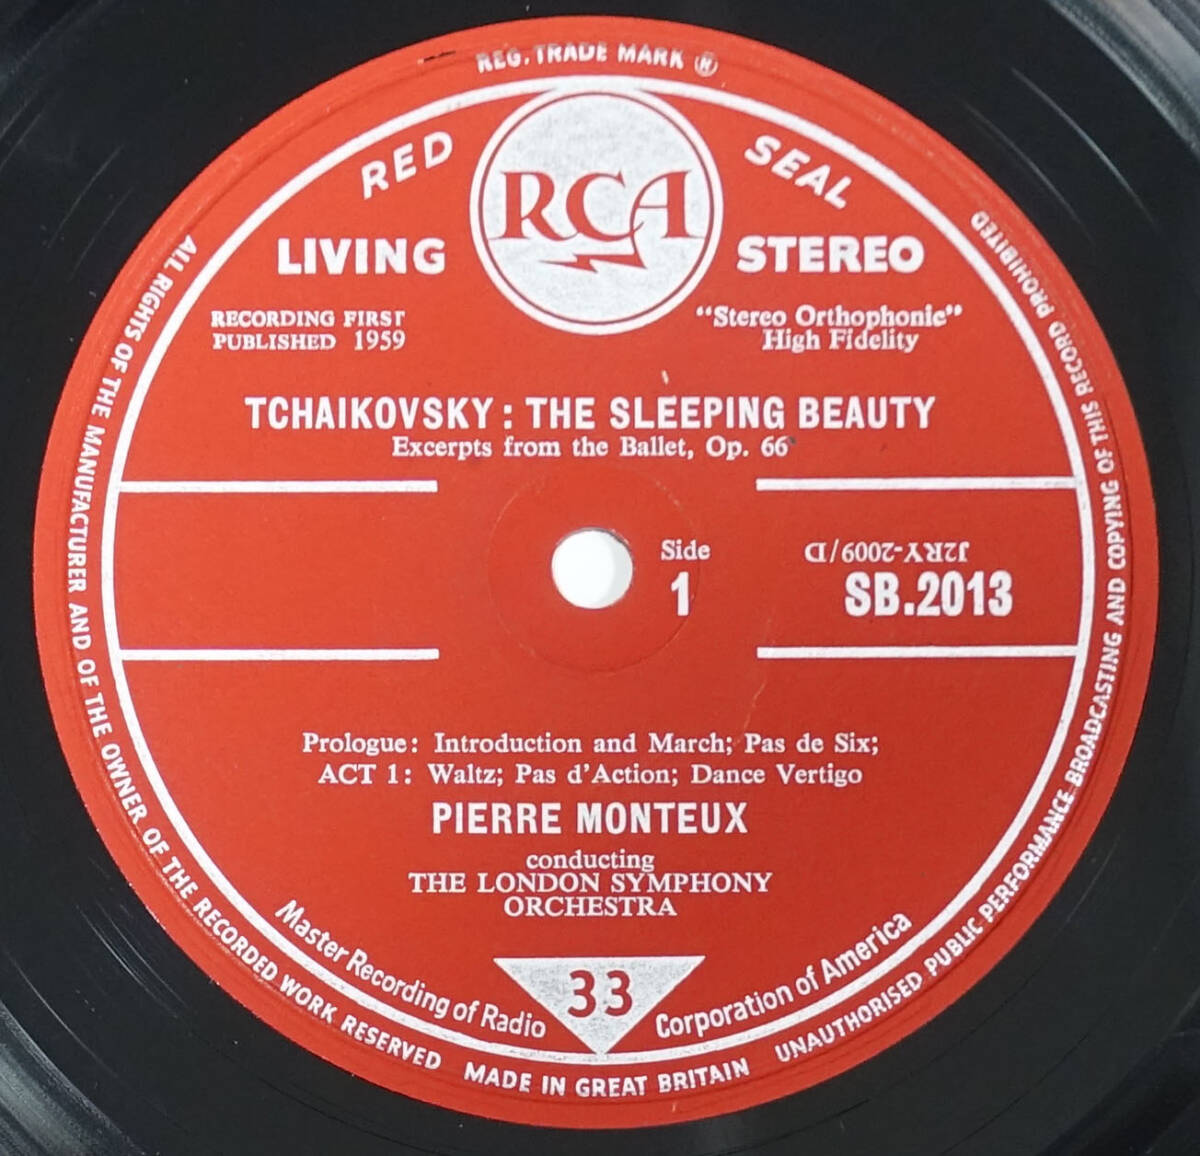 REG. TRADE MARK ®
RED SEAL
RCA
LIVING STEREO
RECORDING FIRST
PUBLISHED 1959
"Stereo Orthophonic"
High Fidelity
TCHAIKOVSKY: THE SLEEPING BEAUTY
Excerpts from the Ballet, Op. 66
Side
1
J2RY-2009/D
SB.2013
Prologue: Introduction and March; Pas de Six;
ACT 1: Waltz; Pas d'Action; Dance Vertigo
PIERRE MONTEUX
conducting
THE LONDON SYMPHONY
ORCHESTRA
Master Recording of Radio Corporation of America
33
ALL RIGHTS OF THE MANUFACTURER AND OF THE OWNER OF THE RECORDED WORK RESERVED
MADE IN GREAT BRITAIN
UNAUTHORISED PUBLIC PERFORMANCE BROADCASTING AND COPYING OF THIS RECORD PROHIBITED